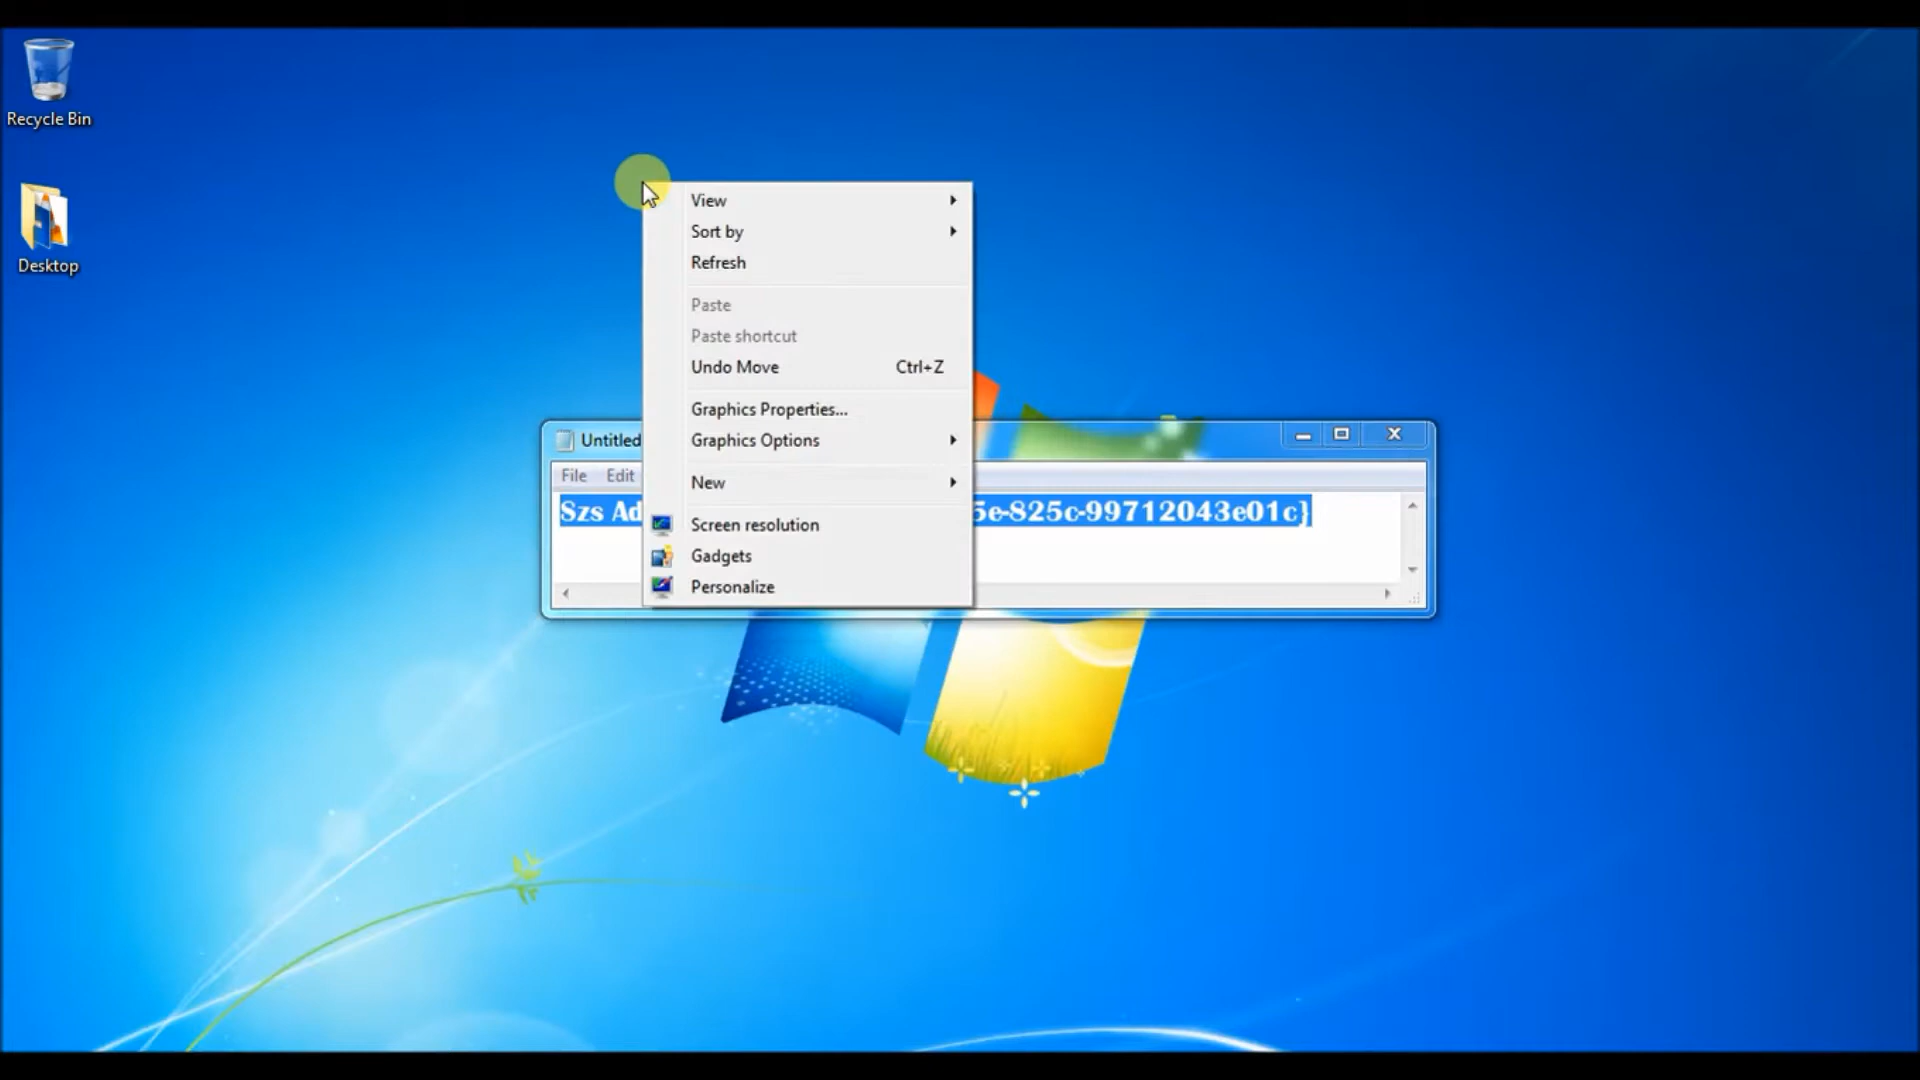 Recycle Bin
Desktop
View
Sort by
Refresh
Paste
Paste shortcut
Undo Move Ctrl+Z
Graphics Properties...
Graphics Options
New
Screen resolution
Gadgets
Personalize
Untitled
File Edit
Szs 5e-825c-99712043e01c}